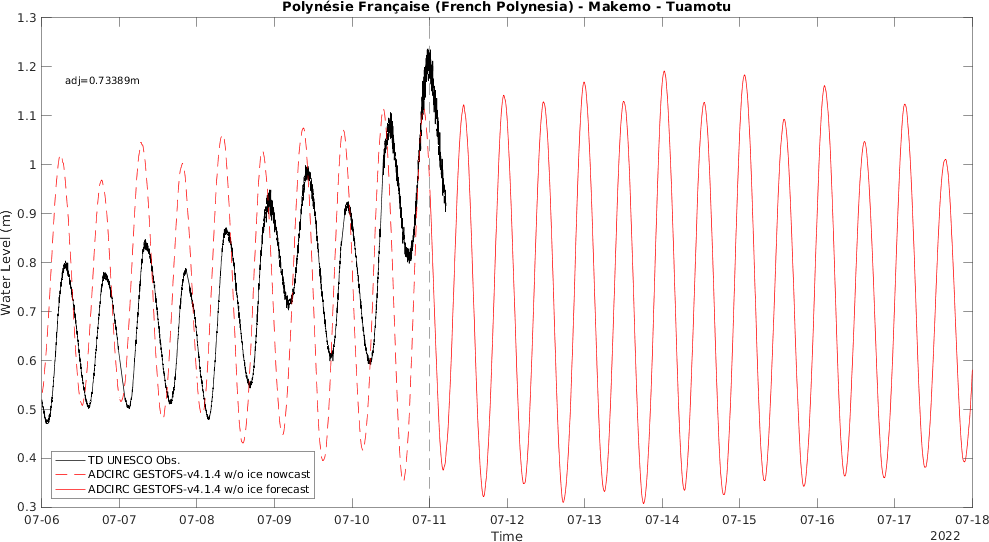 Polynésie Française (French Polynesia) - Makemo - Tuamotu
1.3
1.2
adj=0.73389m
1.1
1
0.9
0.8
Water Level (m)
0.7
0.6
0.5
0.4
0.3
TD UNESCO Obs.
ADCIRC GESTOFS-v4.1.4 w/o ice nowcast
ADCIRC GESTOFS-v4.1.4 w/o ice forecast
07-06 07-07 07-08 07-09 07-10 07-11 07-12 07-13 07-14 07-15 07-16 07-17 07-18
Time
2022